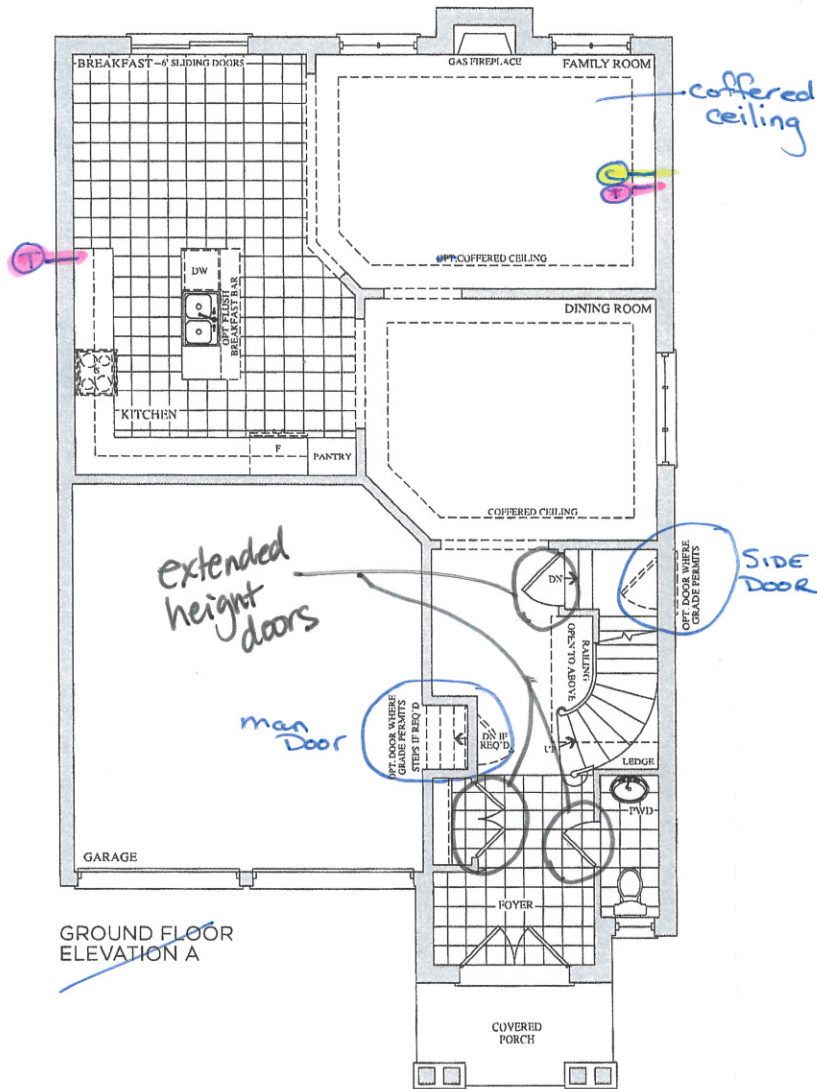 BREAKFAST
6' SLIDING DOORS
GAS FIREPLACE
FAMILY ROOM
coffered
ceiling
C
T
T
OPT. COFFERED CEILING
DW
OPT. FLUSH
BREAKFAST BAR
DINING ROOM
S
KITCHEN
F
PANTRY
COFFERED CEILING
extended
height
doors
DN
OPT. DOOR WHERE
GRADE PERMITS
SIDE
DOOR
RAILING
OPEN TO ABOVE
man
Door
OPT. DOOR WHERE
GRADE PERMITS
STEPS IF REQ'D
DN IF
REQ'D
UP
LEDGE
PWD
GARAGE
FOYER
GROUND FLOOR
ELEVATION A
COVERED
PORCH